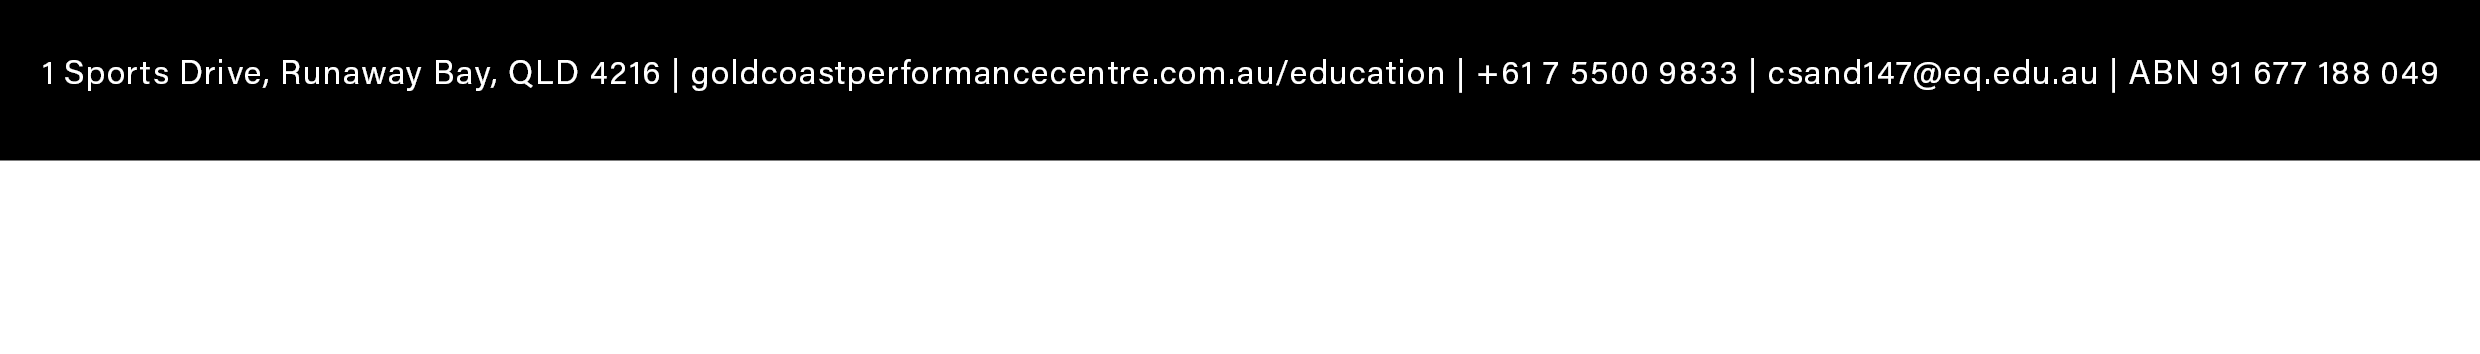 1 Sports Drive, Runaway Bay, QLD 4216 | goldcoastperformancecentre.com.au/education | +61 7 5500 9833 | csand147@eq.edu.au | ABN 91 677 188 049